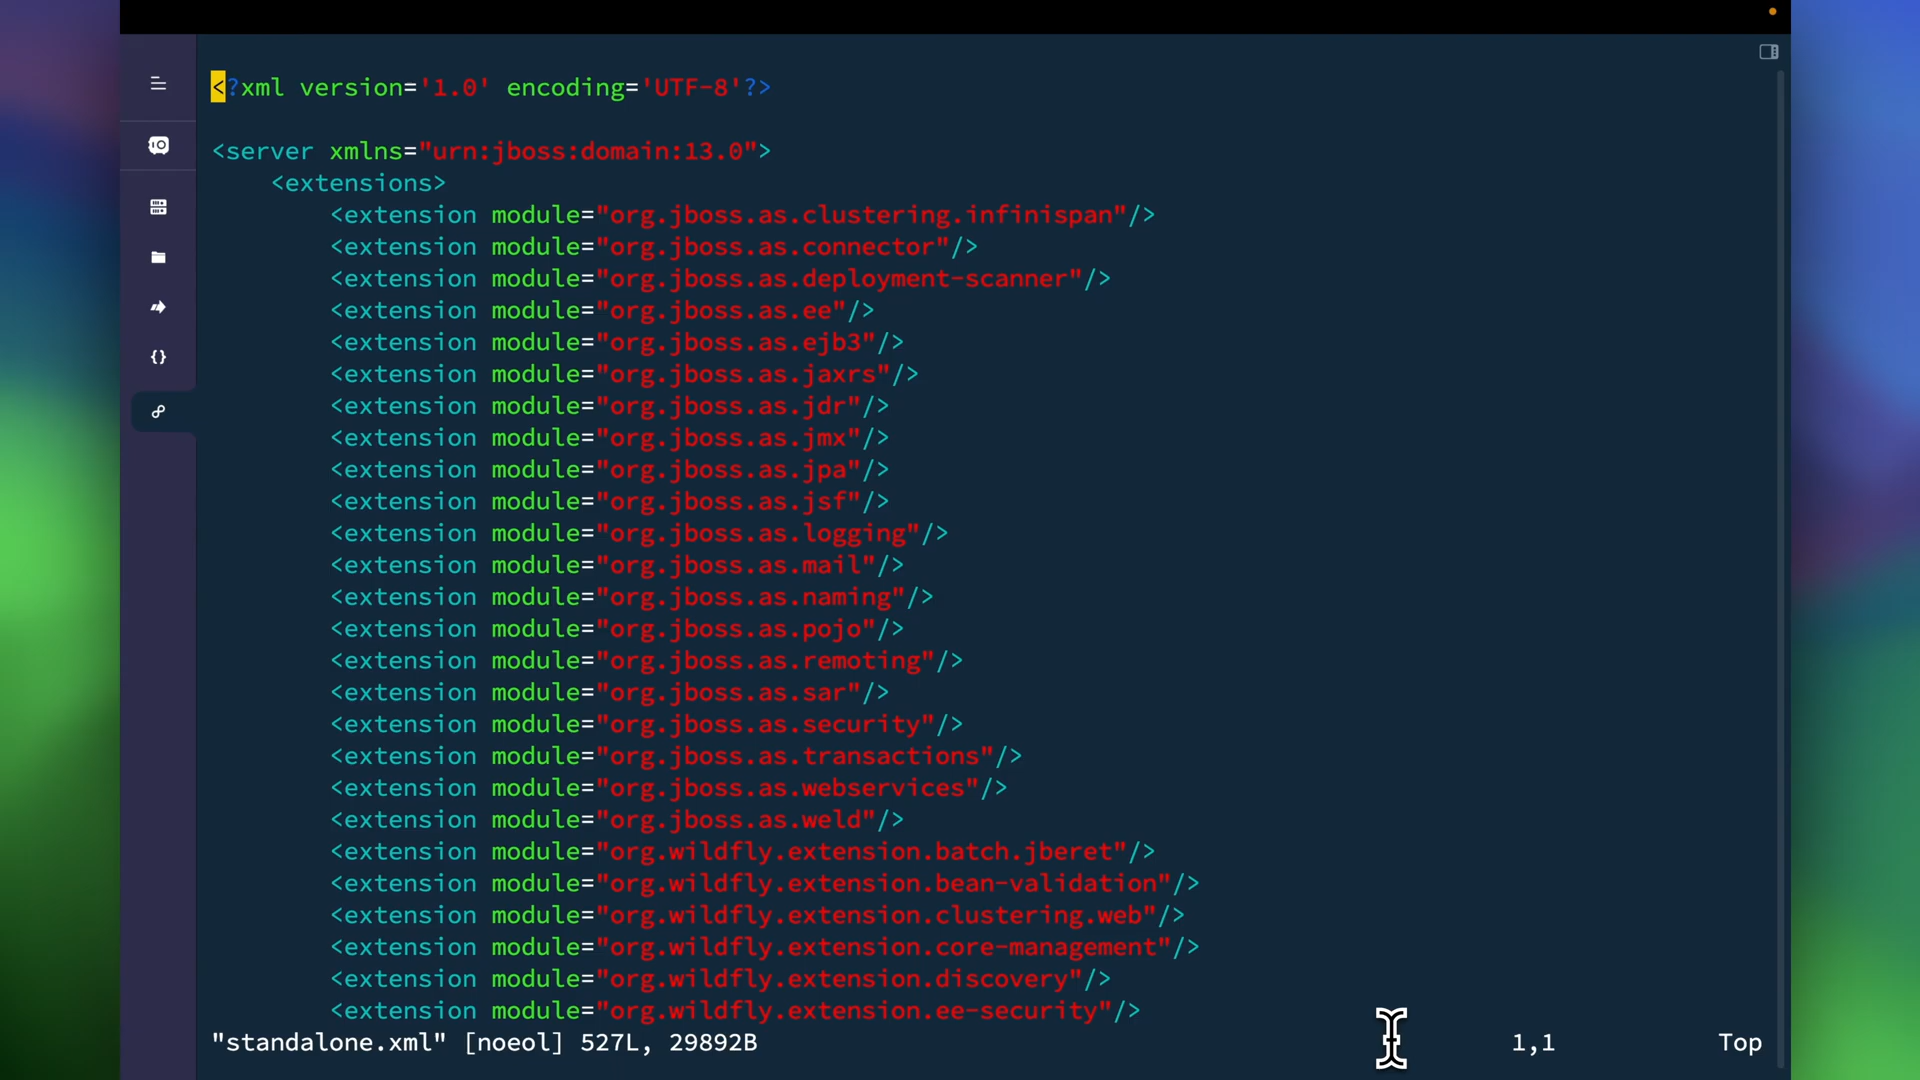 <?xml version='1.0' encoding='UTF-8'?>
<server xmlns="urn:jboss:domain:13.0">
    <extensions>
        <extension module="org.jboss.as.clustering.infinispan"/>
        <extension module="org.jboss.as.connector"/>
        <extension module="org.jboss.as.deployment-scanner"/>
        <extension module="org.jboss.as.ee"/>
        <extension module="org.jboss.as.ejb3"/>
        <extension module="org.jboss.as.jaxrs"/>
        <extension module="org.jboss.as.jdr"/>
        <extension module="org.jboss.as.jmx"/>
        <extension module="org.jboss.as.jpa"/>
        <extension module="org.jboss.as.jsf"/>
        <extension module="org.jboss.as.logging"/>
        <extension module="org.jboss.as.mail"/>
        <extension module="org.jboss.as.naming"/>
        <extension module="org.jboss.as.pojo"/>
        <extension module="org.jboss.as.remoting"/>
        <extension module="org.jboss.as.sar"/>
        <extension module="org.jboss.as.security"/>
        <extension module="org.jboss.as.transactions"/>
        <extension module="org.jboss.as.webservices"/>
        <extension module="org.jboss.as.weld"/>
        <extension module="org.wildfly.extension.batch.jberet"/>
        <extension module="org.wildfly.extension.bean-validation"/>
        <extension module="org.wildfly.extension.clustering.web"/>
        <extension module="org.wildfly.extension.core-management"/>
        <extension module="org.wildfly.extension.discovery"/>
        <extension module="org.wildfly.extension.ee-security"/>
"standalone.xml" [noeol] 527L, 29892B 1,1 Top